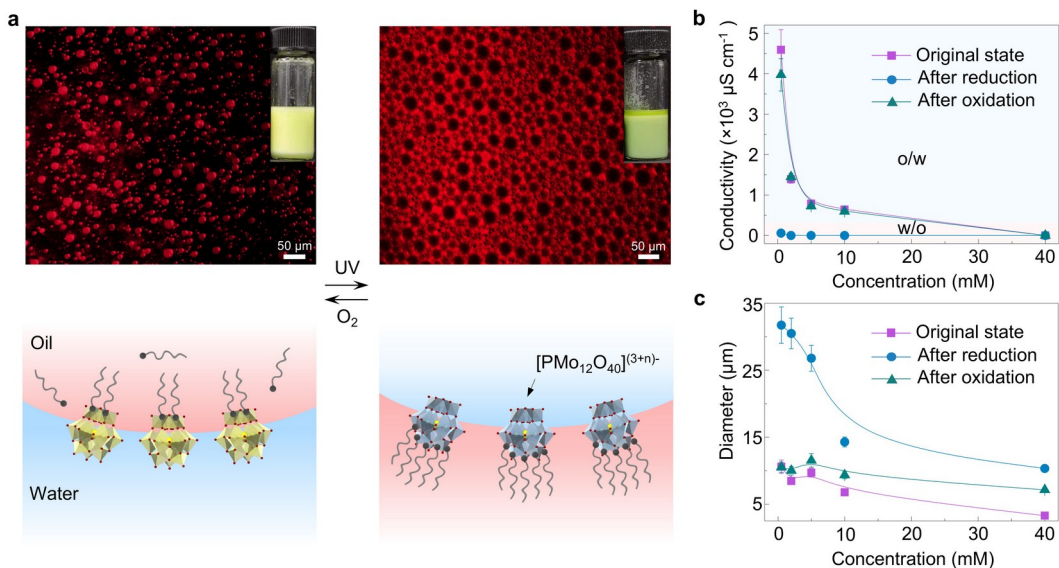 a
50 µm
50 µm
UV
O₂
Oil
Water
[PMo₁₂O₄₀]⁽³⁺ⁿ⁾⁻
b
Conductivity (×10³ µS cm⁻¹)
5
4
3
2
1
0
Original state
After reduction
After oxidation
o/w
w/o
0
10
20
30
40
Concentration (mM)
c
Diameter (µm)
35
25
15
5
Original state
After reduction
After oxidation
0
10
20
30
40
Concentration (mM)